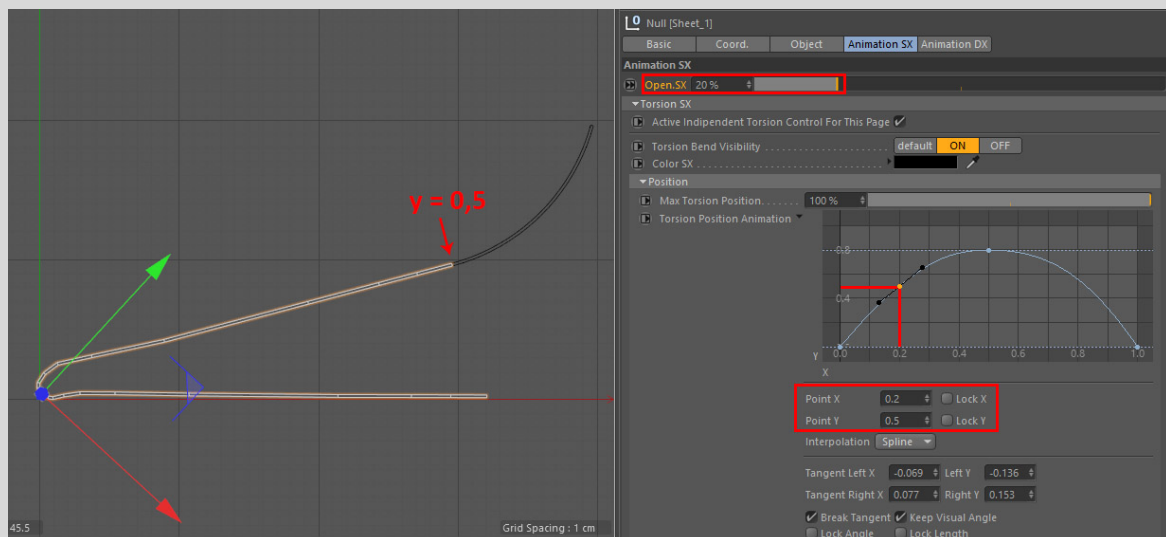 y = 0,5
45.5
Grid Spacing : 1 cm
Null [Sheet_1]
Basic Coord. Object Animation SX Animation DX
Animation SX
Open.SX 20 %
Torsion SX
Active Indipendent Torsion Control For This Page
Torsion Bend Visibility default ON OFF
Color SX
Position
Max Torsion Position 100 %
Torsion Position Animation
0.8
0.4
Y 0.0 0.2 0.4 0.6 0.8 1.0
X
Point X 0.2 Lock X
Point Y 0.5 Lock Y
Interpolation Spline
Tangent Left X -0.069 Left Y -0.136
Tangent Right X 0.077 Right Y 0.153
Break Tangent Keep Visual Angle
Lock Angle Lock Length